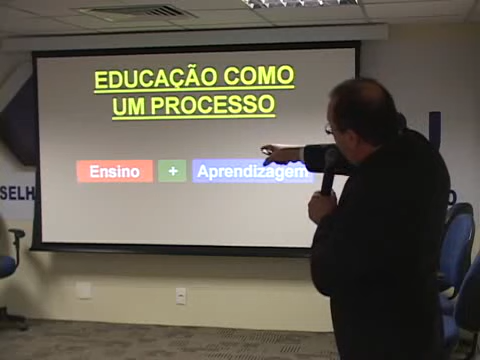 EDUCAÇÃO COMO
UM PROCESSO
Ensino + Aprendizagem
SELH